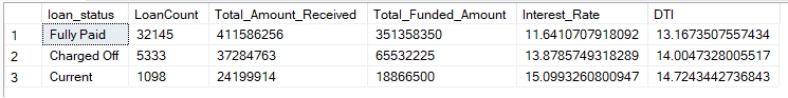 loan_status LoanCount Total_Amount_Received Total_Funded_Amount Interest_Rate DTI
1 Fully Paid 32145 411586256 351358350 11.6410707918092 13.1673507557434
2 Charged Off 5333 37284763 65532225 13.8785749318289 14.0047328005517
3 Current 1098 24199914 18866500 15.0993260800947 14.7243442736843